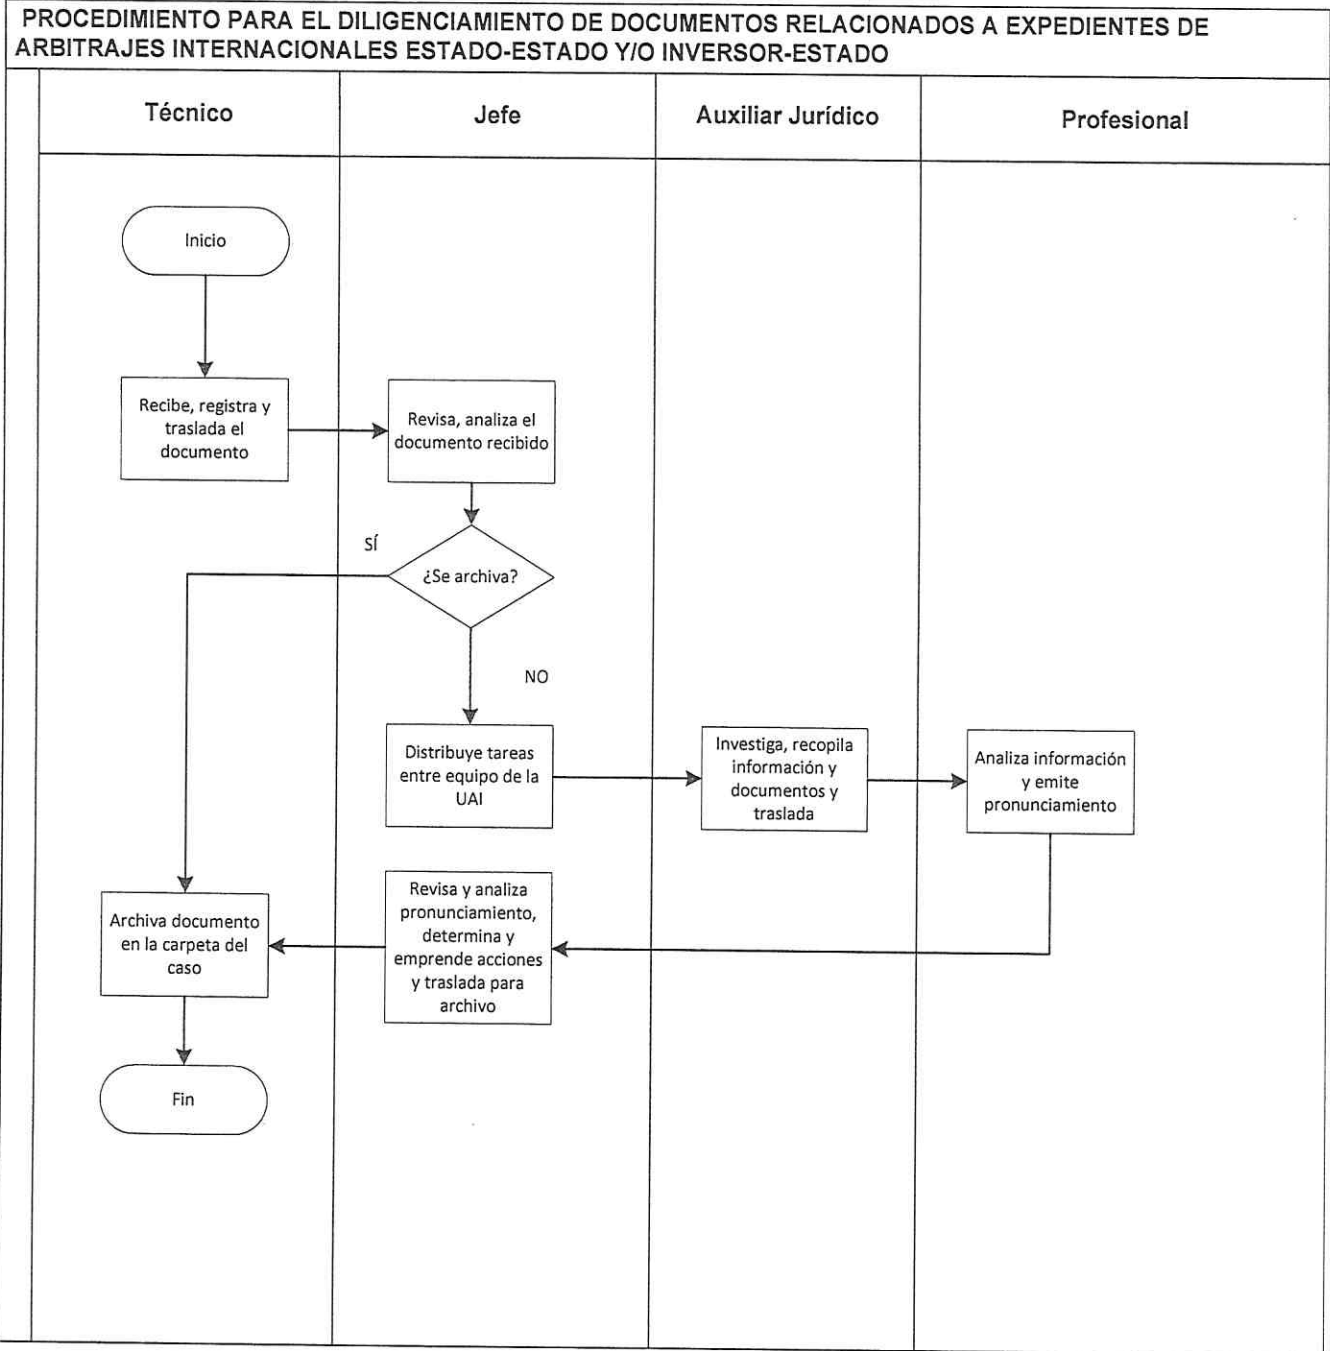 PROCEDIMIENTO PARA EL DILIGENCIAMIENTO DE DOCUMENTOS RELACIONADOS A EXPEDIENTES DE
ARBITRAJES INTERNACIONALES ESTADO-ESTADO Y/O INVERSOR-ESTADO
Técnico
Jefe
Auxiliar Jurídico
Profesional
Inicio
Recibe, registra y
traslada el
documento
Revisa, analiza el
documento recibido
SÍ
¿Se archiva?
NO
Distribuye tareas
entre equipo de la
UAI
Investiga, recopila
información y
documentos y
traslada
Analiza información
y emite
pronunciamiento
Revisa y analiza
pronunciamiento,
determina y
emprende acciones
y traslada para
archivo
Archiva documento
en la carpeta del
caso
Fin